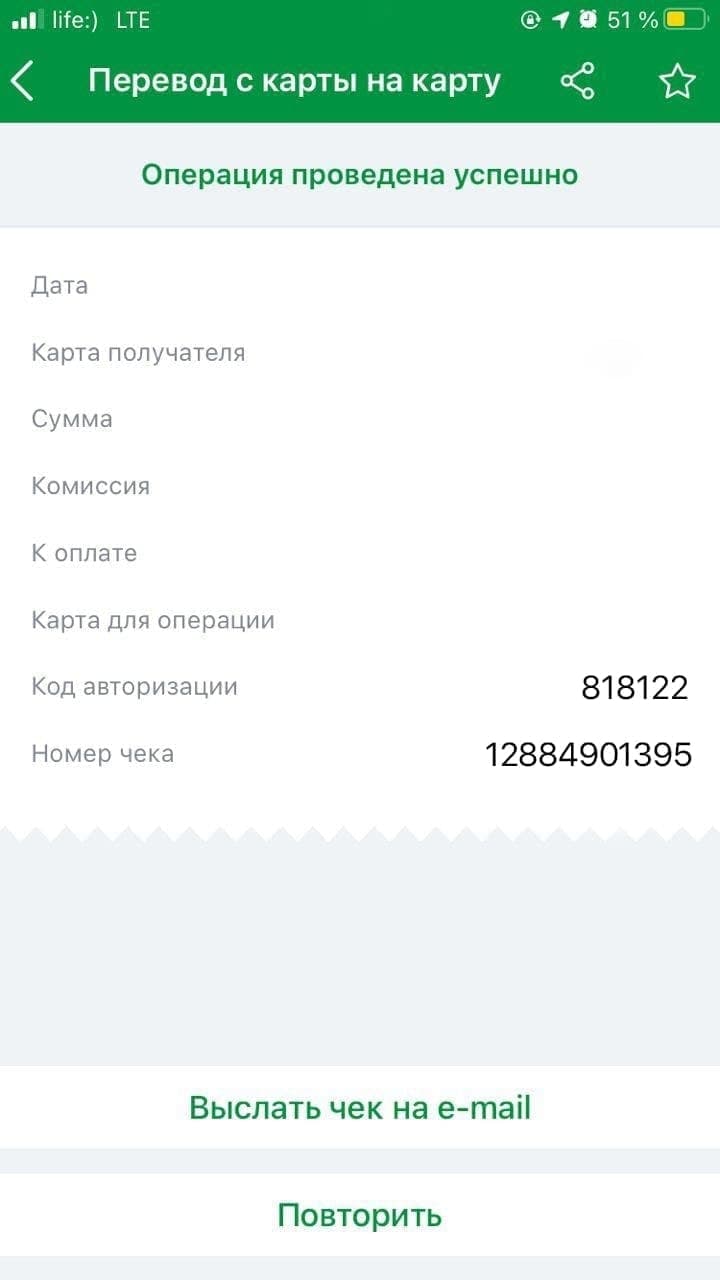 life:) LTE 51 %
Перевод с карты на карту
Операция проведена успешно
Дата
Карта получателя
Сумма
Комиссия
К оплате
Карта для операции
Код авторизации 818122
Номер чека 12884901395
Выслать чек на e-mail
Повторить